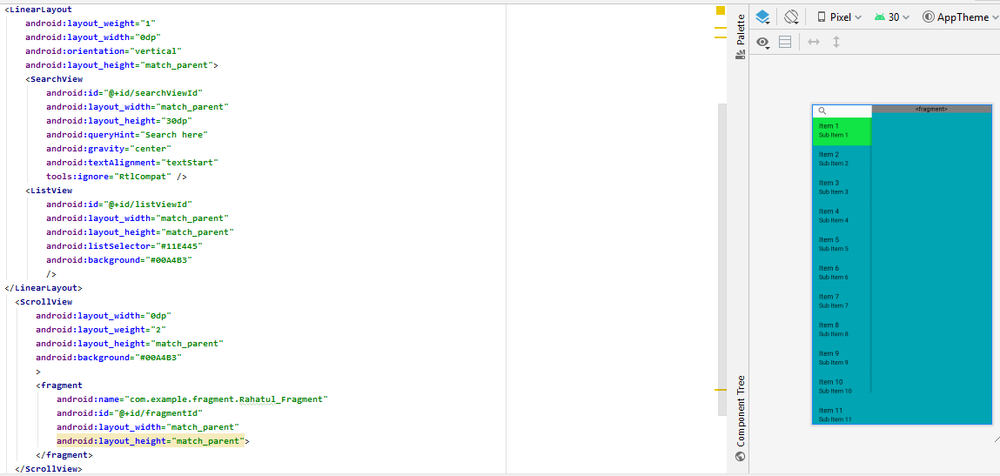 <LinearLayout
android:layout_weight="1"
android:layout_width="0dp"
android:orientation="vertical"
android:layout_height="match_parent">
<SearchView
android:id="@+id/searchViewId"
android:layout_width="match_parent"
android:layout_height="30dp"
android:queryHint="Search here"
android:gravity="center"
android:textAlignment="textStart"
tools:ignore="RtlCompat" />
<ListView
android:id="@+id/listViewId"
android:layout_width="match_parent"
android:layout_height="match_parent"
android:listSelector="#11E445"
android:background="#00A4B3"
/>
</LinearLayout>
<ScrollView
android:layout_width="0dp"
android:layout_weight="2"
android:layout_height="match_parent"
android:background="#00A4B3"
>
<fragment
android:name="com.example.fragment.Rahatul_Fragment"
android:id="@+id/fragmentId"
android:layout_width="match_parent"
android:layout_height="match_parent">
</fragment>
</ScrollView>
Palette
Component Tree
Pixel 30 AppTheme
<fragment>
Item 1
Sub Item 1
Item 2
Sub Item 2
Item 3
Sub Item 3
Item 4
Sub Item 4
Item 5
Sub Item 5
Item 6
Sub Item 6
Item 7
Sub Item 7
Item 8
Sub Item 8
Item 9
Sub Item 9
Item 10
Sub Item 10
Item 11
Sub Item 11